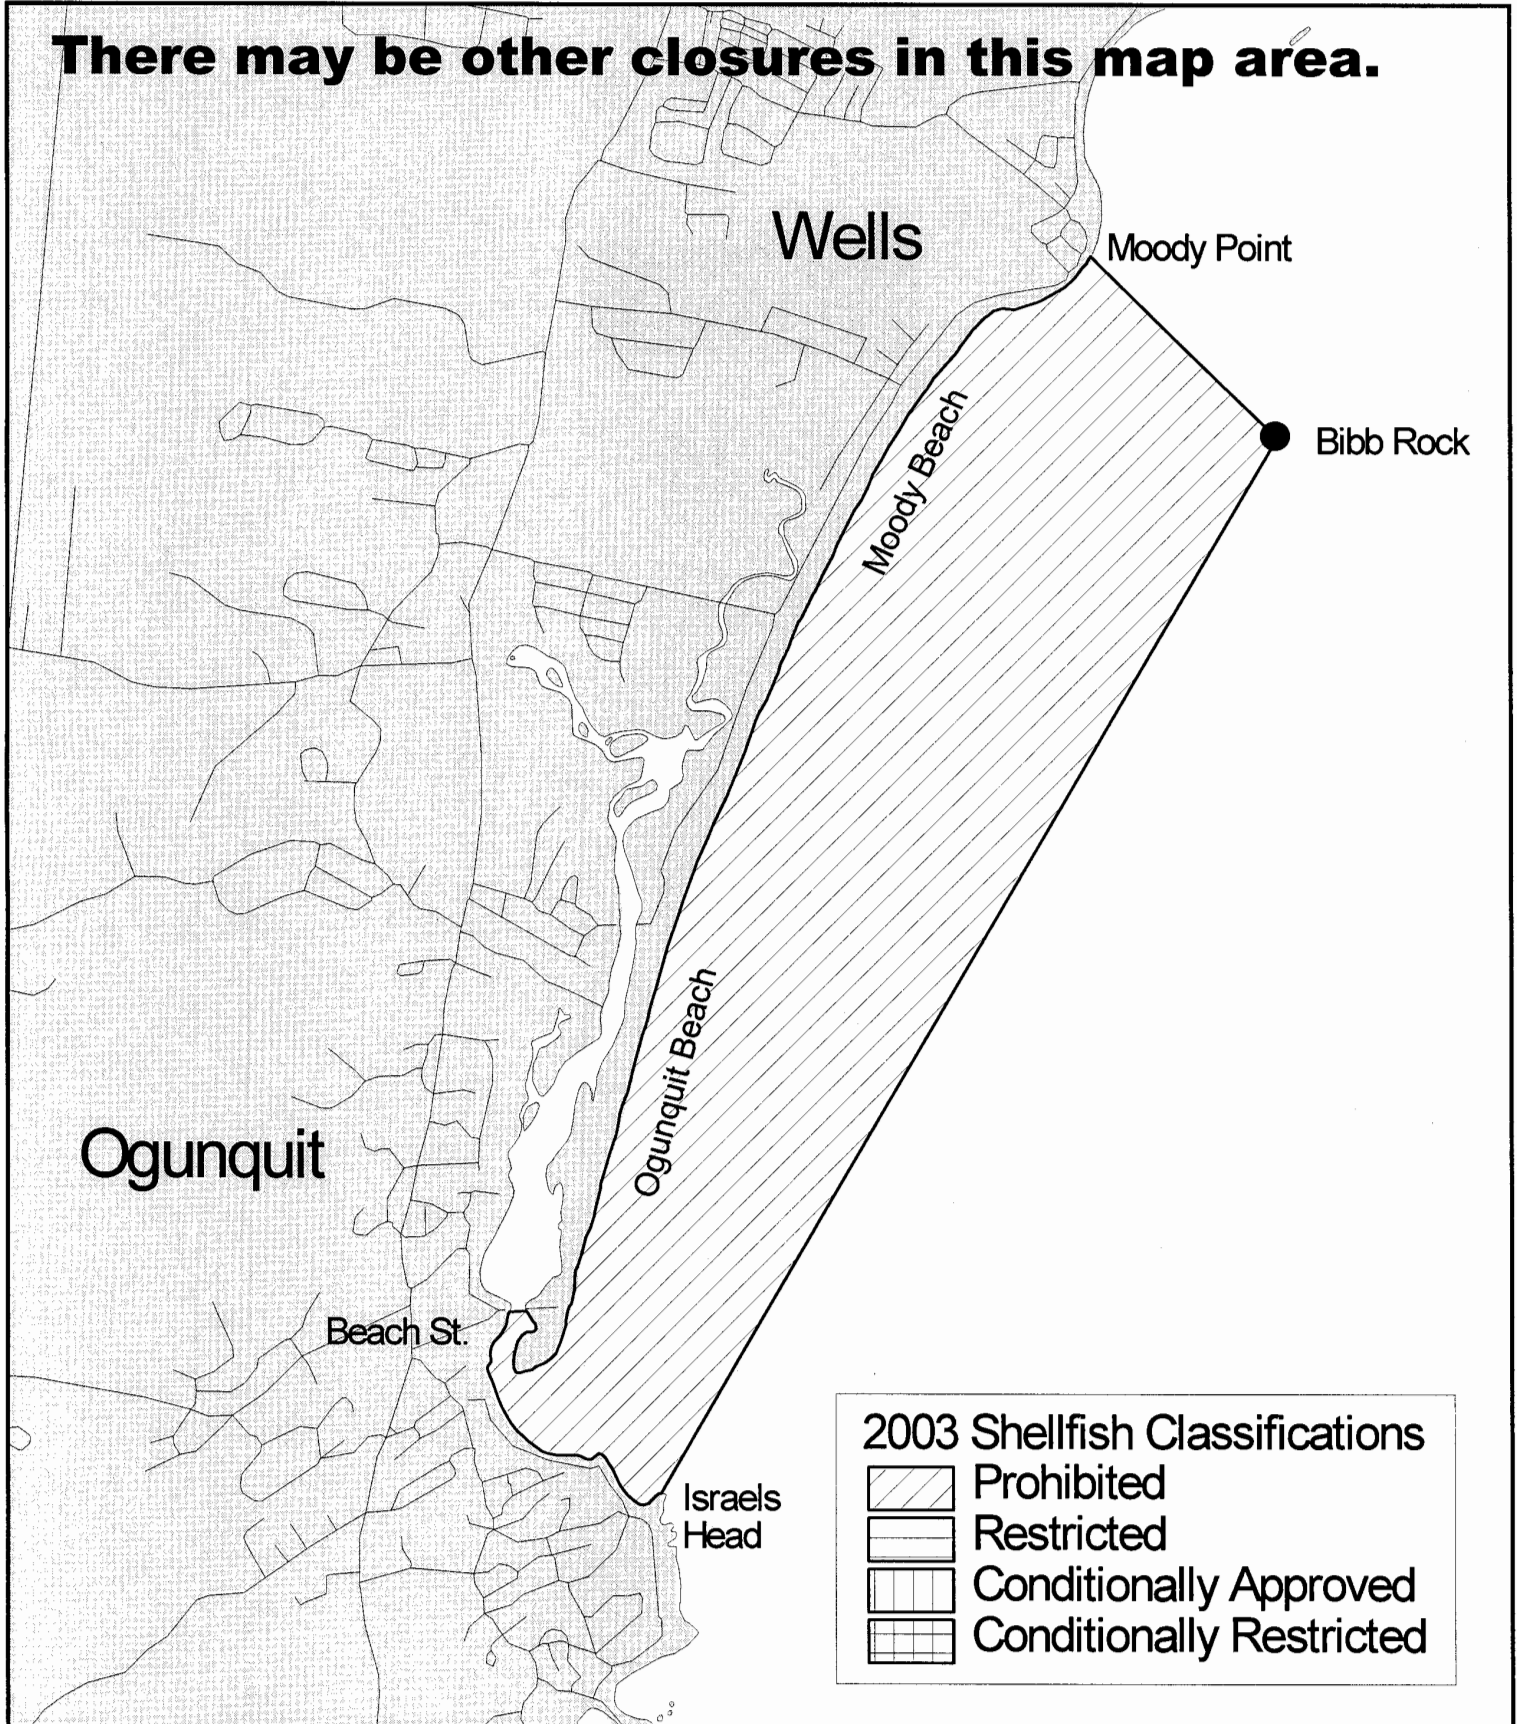 There may be other closures in this map area.
Wells
Moody Point
Bibb Rock
Moody Beach
Ogunquit Beach
Ogunquit
Beach St.
Israels
Head
2003 Shellfish Classifications
Prohibited
Restricted
Conditionally Approved
Conditionally Restricted